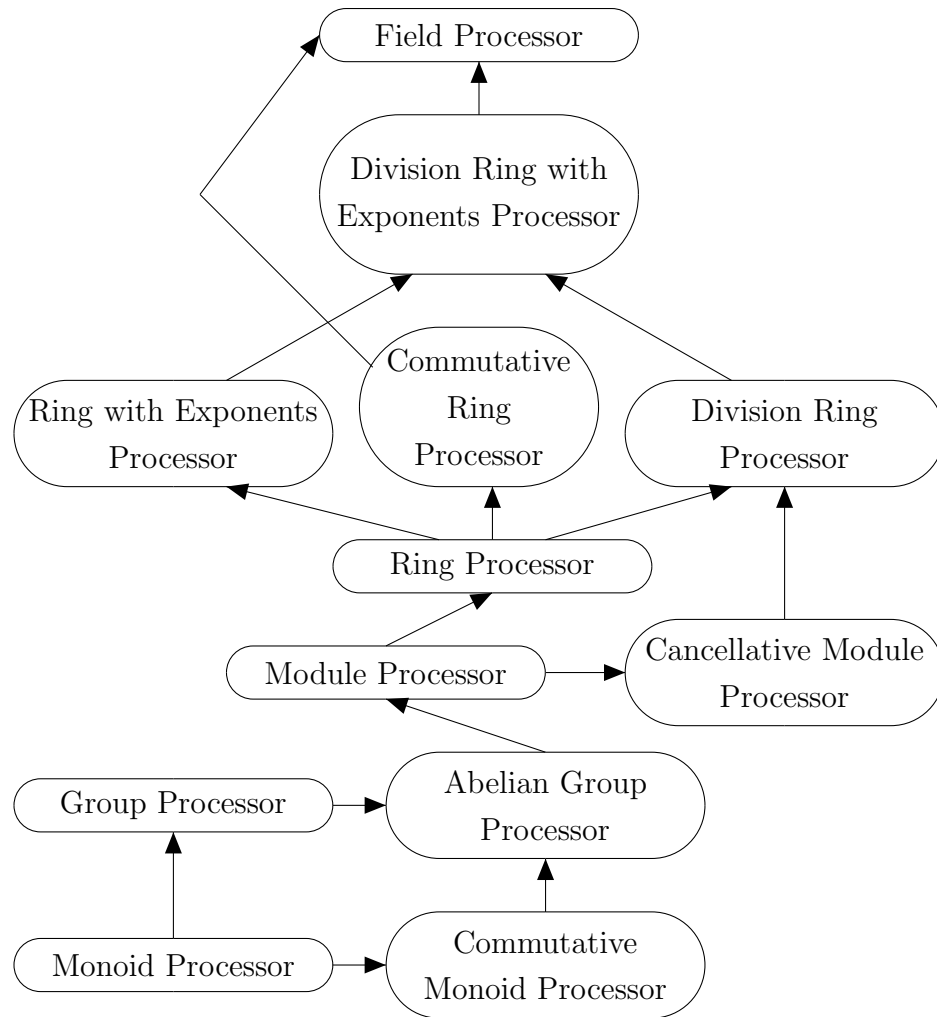 Field Processor
Division Ring with
Exponents Processor
Commutative
Ring
Processor
Ring with Exponents
Processor
Division Ring
Processor
Ring Processor
Module Processor
Cancellative Module
Processor
Abelian Group
Processor
Group Processor
Monoid Processor
Commutative
Monoid Processor